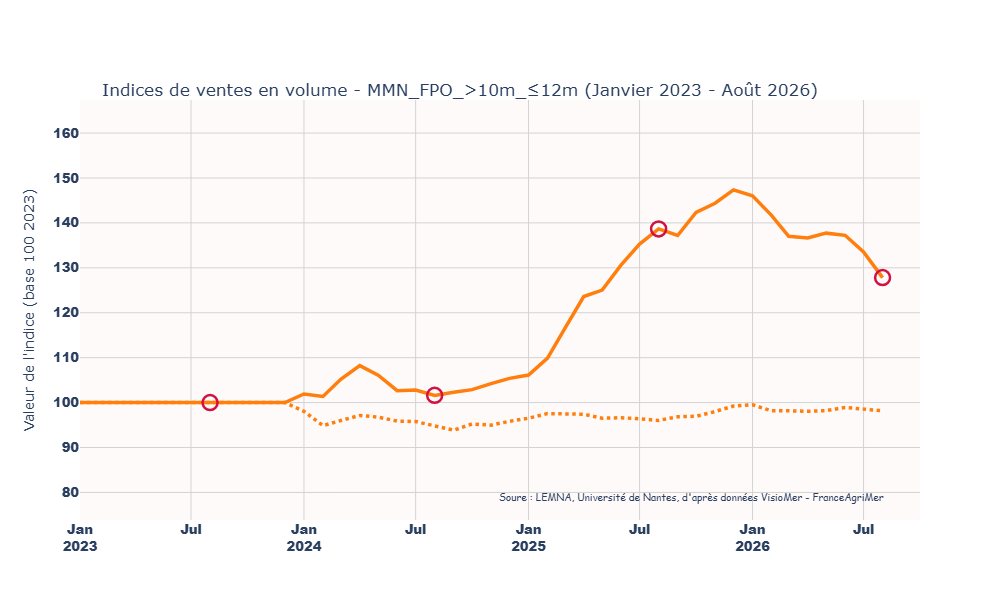 Indices de ventes en volume - MMN_FPO_>10m_≤12m (Janvier 2023 - Août 2026)
Valeur de l'indice (base 100 2023)
160
150
140
130
120
110
100
90
80
Soure : LEMNA, Université de Nantes, d'après données VisioMer - FranceAgriMer
Jan Jul Jan Jul Jan Jul Jan Jul
2023 2024 2025 2026